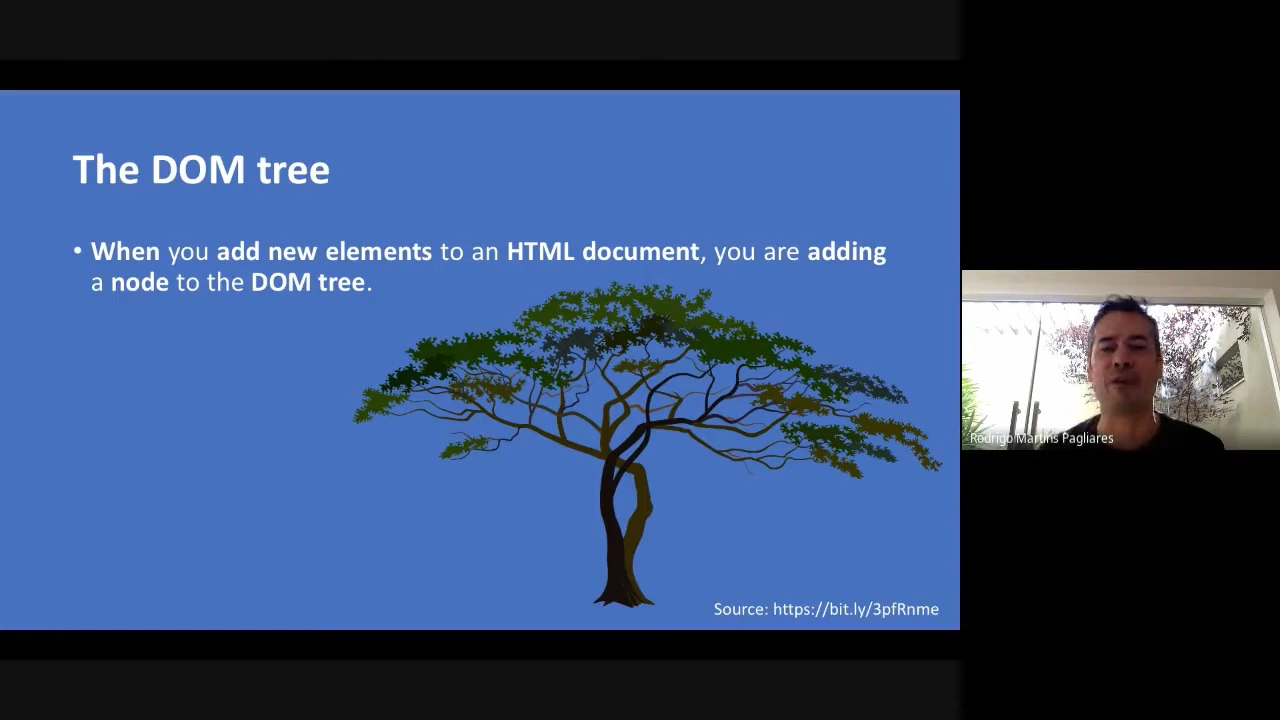 The DOM tree
• When you add new elements to an HTML document, you are adding
a node to the DOM tree.
Source: https://bit.ly/3pfRnme
Rodrigo Martins Pagliares